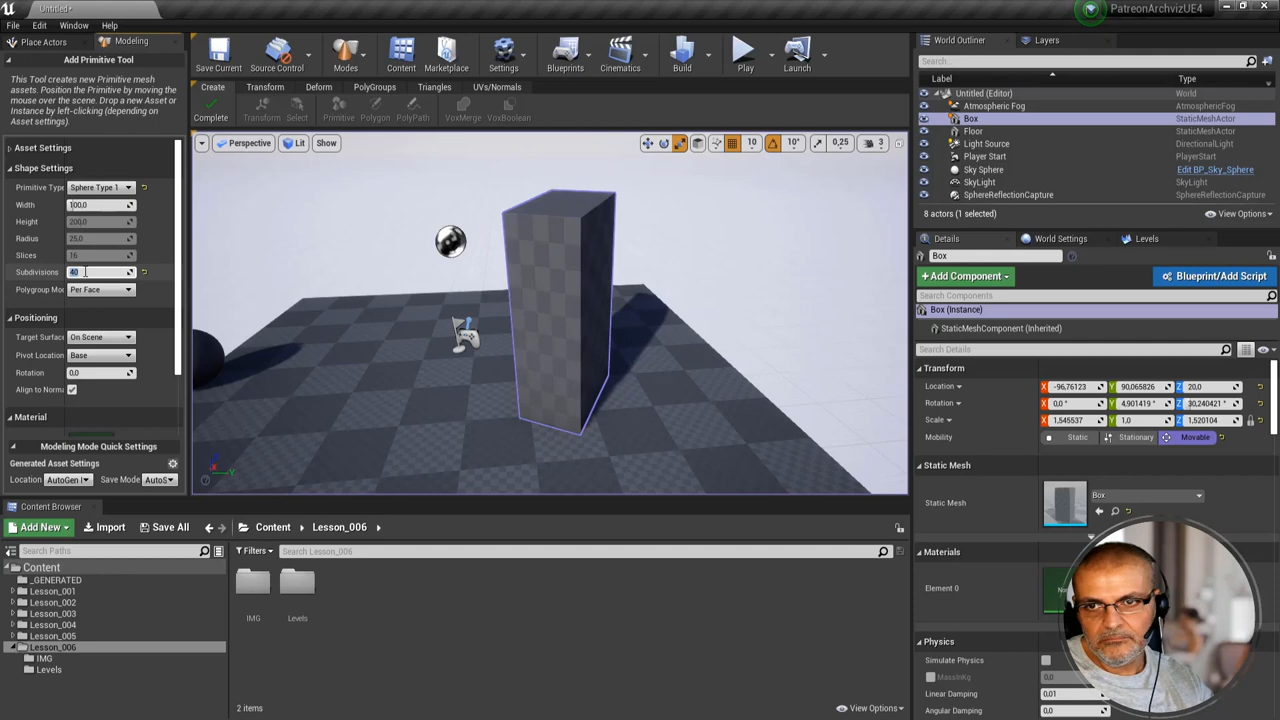 Untitled*
PatreonArchvizUE4
File Edit Window Help
Place Actors Modeling
Add Primitive Tool
This Tool creates new Primitive mesh
assets. Position the Primitive by moving the
mouse over the scene. Drop a new Asset or
Instance by left-clicking (depending on
Asset settings).
Asset Settings
Shape Settings
Primitive Typ Sphere Type 1
Width 100,0
Height 200,0
Radius 25,0
Slices 16
Subdivisions 40
Polygroup Mo Per Face
Positioning
Target Surfac On Scene
Pivot Location Base
Rotation 0,0
Align to Norma
Material
Modeling Mode Quick Settings
Generated Asset Settings
Location AutoGen Save Mode AutoS
Save Current Source Control Modes Content Marketplace Settings Blueprints Cinematics Build Play Launch
Create Transform Deform PolyGroups Triangles UVs/Normals
Complete Transform Select Primitive Polygon PolyPath VoxMerge VoxBoolean
Perspective Lit Show 10 10° 0,25 3
World Outliner Layers
Search...
Label Type
Untitled (Editor) World
Atmospheric Fog AtmosphericFog
Box StaticMeshActor
Floor StaticMeshActor
Light Source DirectionalLight
Player Start PlayerStart
Sky Sphere Edit BP_Sky_Sphere
SkyLight SkyLight
SphereReflectionCapture SphereReflectionCapture
8 actors (1 selected) View Options
Details World Settings Levels
Box
+Add Component Blueprint/Add Script
Search Components
Box (Instance)
StaticMeshComponent (Inherited)
Search Details
Transform
Location X -96,76123 Y 90,065826 Z 20,0
Rotation X 0,0 ° Y 4,901419 ° Z 30,240421 °
Scale X 1,545537 Y 1,0 Z 1,520104
Mobility Static Stationary Movable
Static Mesh
Static Mesh Box
Materials
Element 0
Physics
Simulate Physics
MassInKg 0,0
Linear Damping 0,01
Angular Damping 0,0
Content Browser
Add New Import Save All Content Lesson_006
Search Paths Filters Search Lesson_006
Content
_GENERATED
Lesson_001
Lesson_002
Lesson_003
Lesson_004
Lesson_005
Lesson_006
IMG
Levels
IMG Levels
2 items View Options